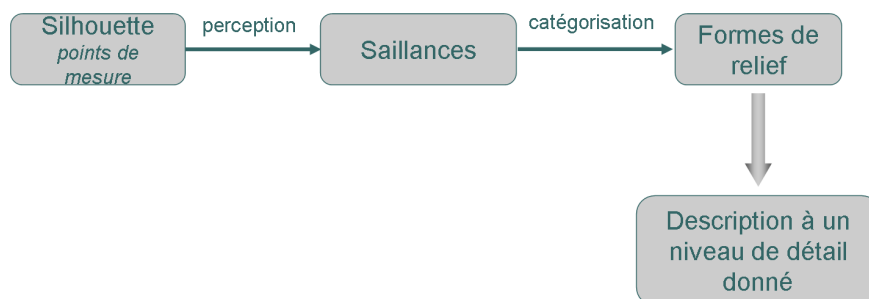 Silhouette
points de
mesure
perception
Saillances
catégorisation
Formes de
relief
Description à un
niveau de détail
donné